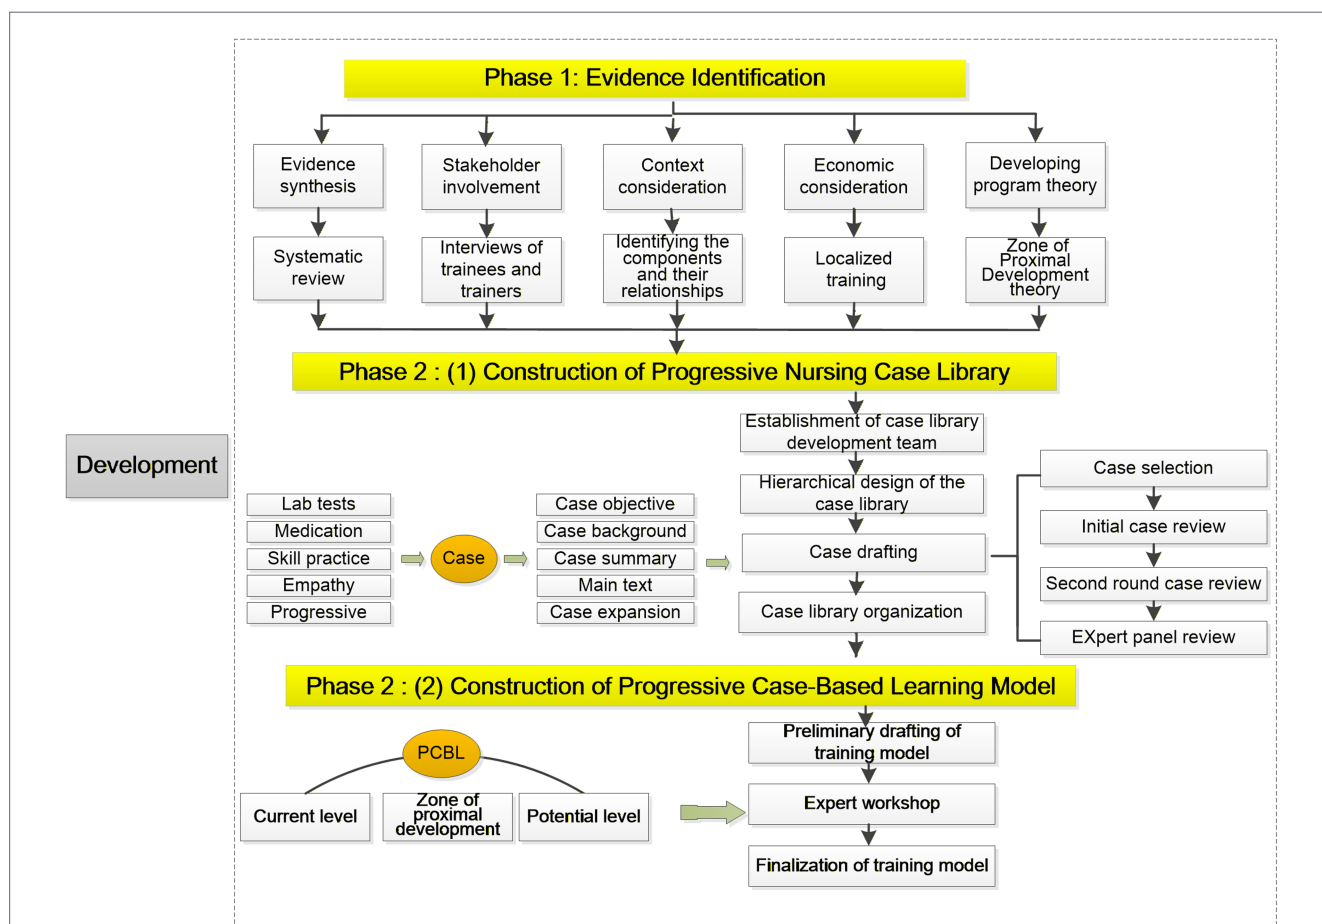 Phase 1: Evidence Identification
Evidence
synthesis
Stakeholder
involvement
Context
consideration
Economic
consideration
Developing
program theory
Systematic
review
Interviews of
trainees and
trainers
Identifying the
components
and their
relationships
Localized
training
Zone of
Proximal
Development
theory
Phase 2 : (1) Construction of Progressive Nursing Case Library
Development
Establishment of case library
development team
Hierarchical design of the
case library
Case drafting
Case library organization
Case selection
Initial case review
Second round case review
EXpert panel review
Lab tests
Medication
Skill practice
Empathy
Progressive
Case
Case objective
Case background
Case summary
Main text
Case expansion
Phase 2 : (2) Construction of Progressive Case-Based Learning Model
Preliminary drafting of
training model
Expert workshop
Finalization of training model
PCBL
Current level
Zone of
proximal
development
Potential level